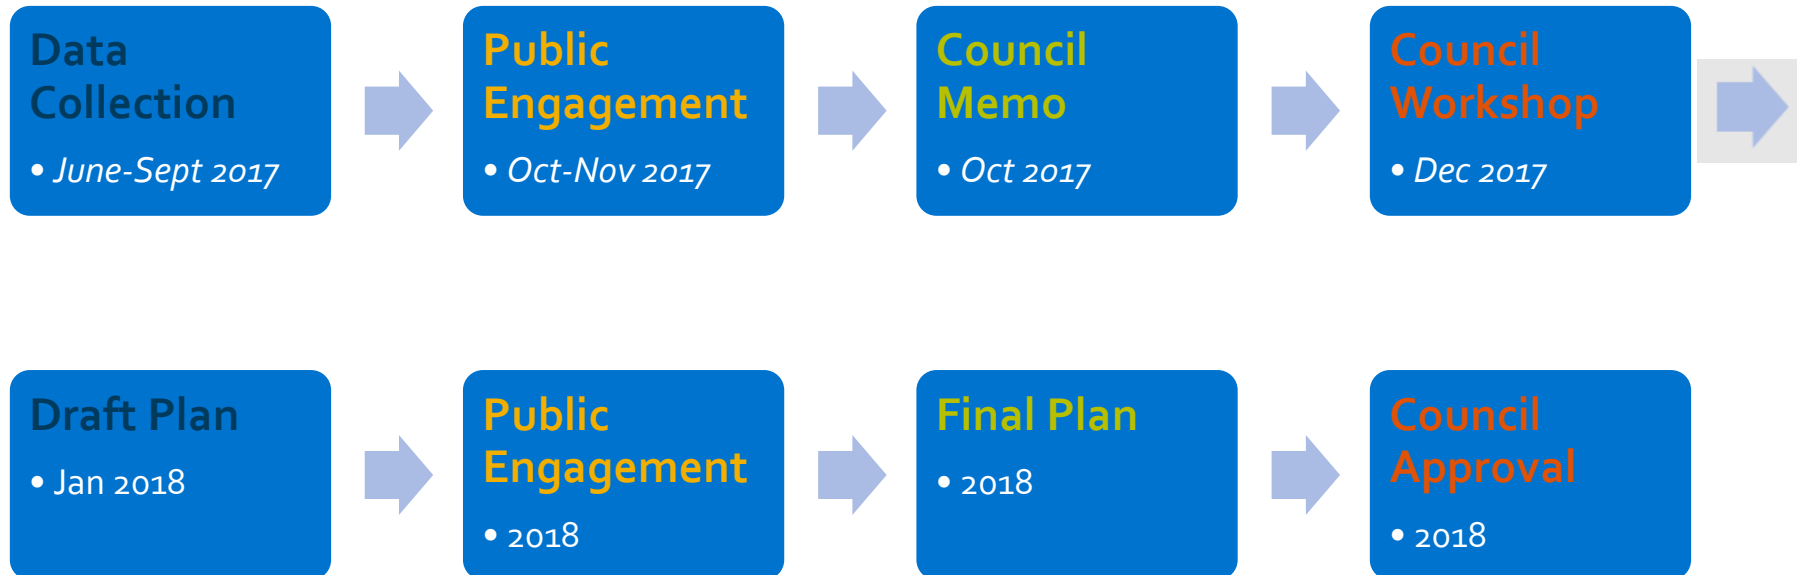 Data
Collection
• June-Sept 2017
Public
Engagement
• Oct-Nov 2017
Council
Memo
• Oct 2017
Council
Workshop
• Dec 2017
Draft Plan
• Jan 2018
Public
Engagement
• 2018
Final Plan
• 2018
Council
Approval
• 2018